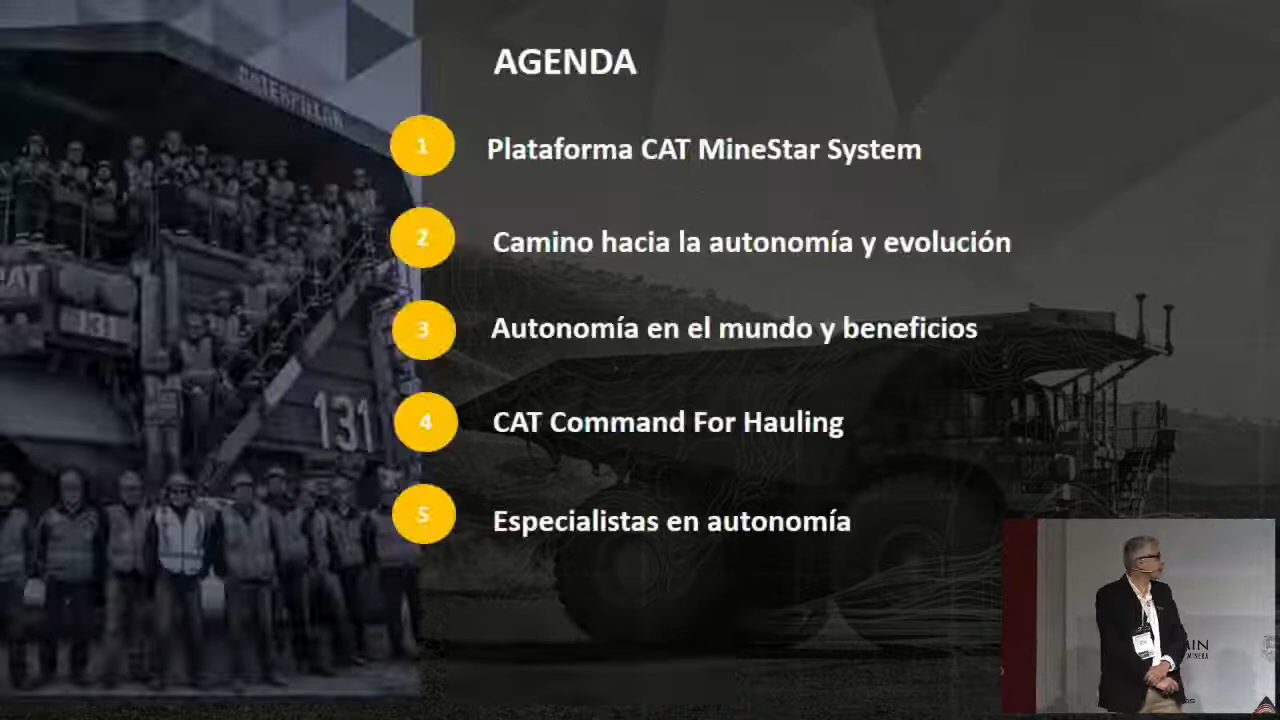 CATERPILLAR
AGENDA
1
Plataforma CAT MineStar System
2
Camino hacia la autonomía y evolución
3
Autonomía en el mundo y beneficios
4
CAT Command For Hauling
5
Especialistas en autonomía
131
131
MINERA